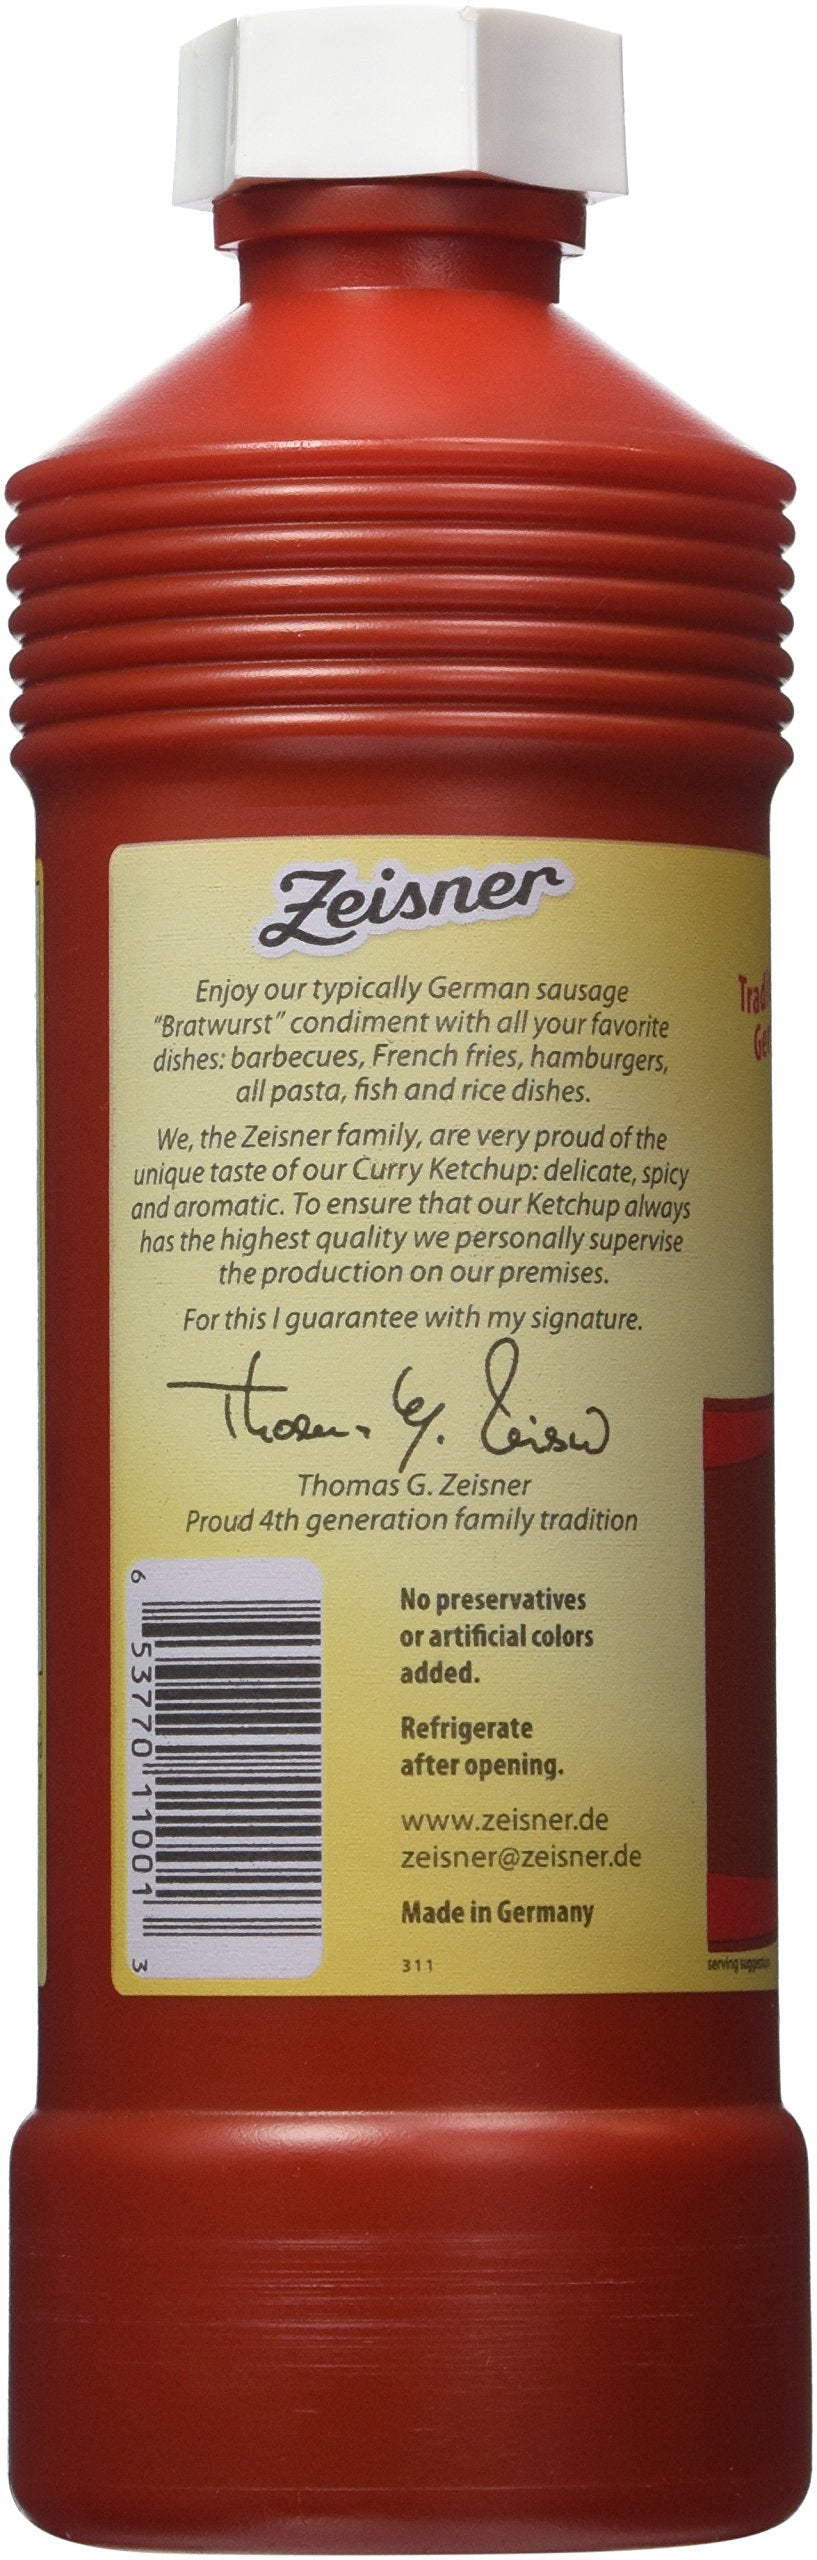 Zeisner
Enjoy our typically German sausage
"Bratwurst" condiment with all your favorite
dishes: barbecues, French fries, hamburgers,
all pasta, fish and rice dishes.
We, the Zeisner family, are very proud of the
unique taste of our Curry Ketchup: delicate, spicy
and aromatic. To ensure that our Ketchup always
has the highest quality we personally supervise
the production on our premises.
For this I guarantee with my signature.
Thomas G. Zeisner
Thomas G. Zeisner
Proud 4th generation family tradition
6 53770 11001 3
No preservatives
or artificial colors
added.
Refrigerate
after opening.
www.zeisner.de
zeisner@zeisner.de
Made in Germany
311
serving suggestion